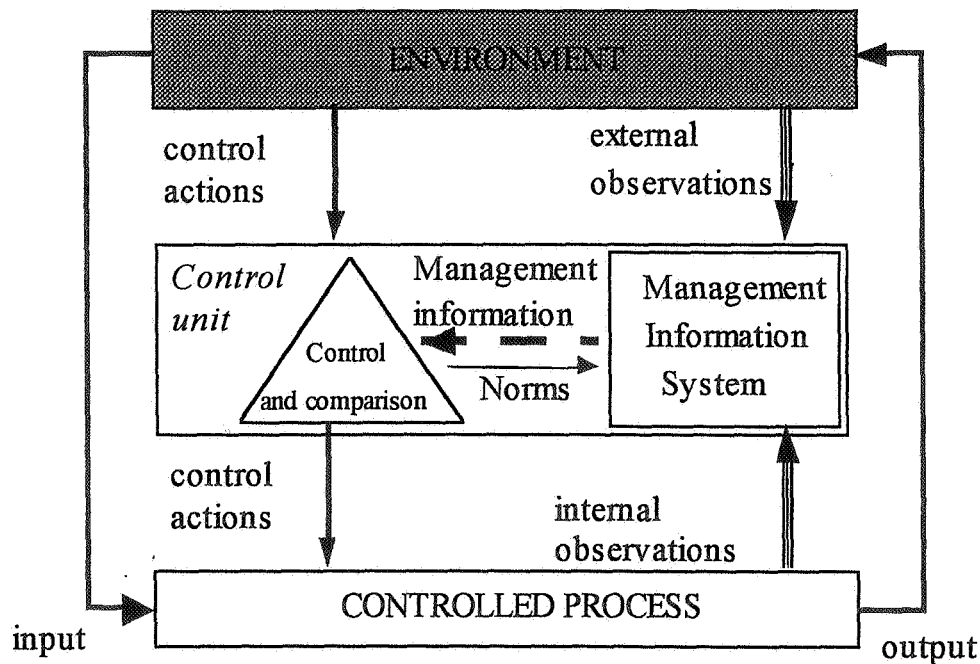 ENVIRONMENT
control
actions
external
observations
Control
unit
Management
information
Control
and comparison
Norms
Management
Information
System
control
actions
internal
observations
CONTROLLED PROCESS
input
output